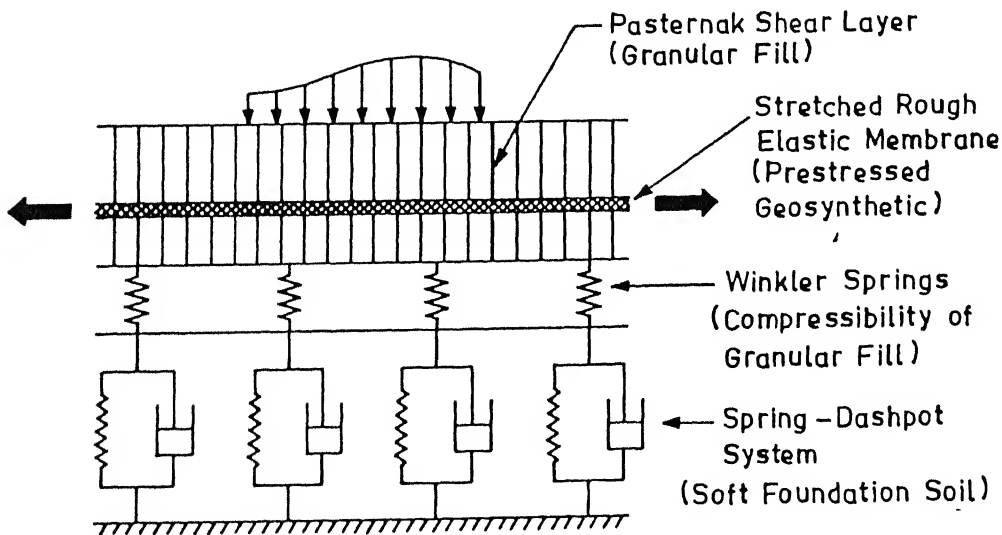 Pasternak Shear Layer
(Granular Fill)
Stretched Rough
Elastic Membrane
(Prestressed
Geosynthetic)
Winkler Springs
(Compressibility of
Granular Fill)
Spring-Dashpot
System
(Soft Foundation Soil)